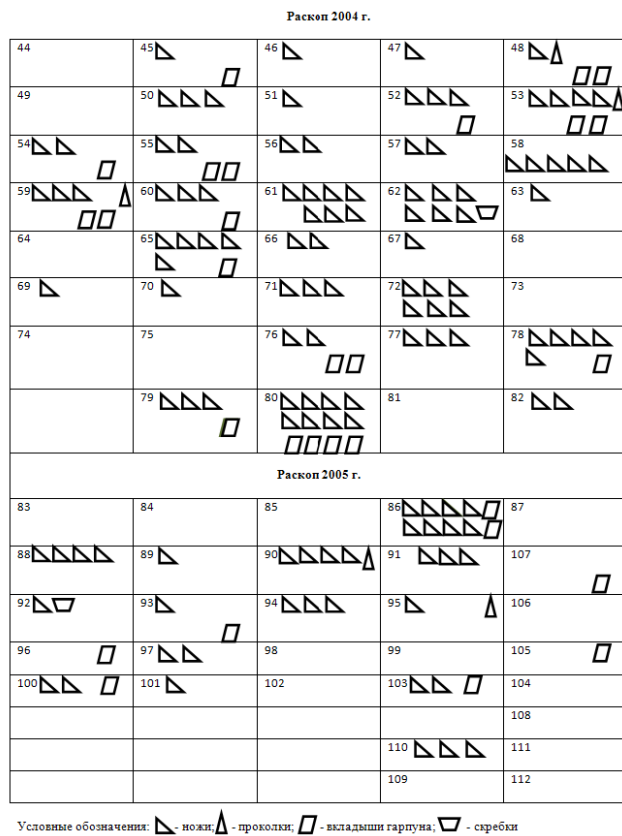 Раскоп 2004 г.
44 45 46 47 48
49 50 51 52 53
54 55 56 57 58
59 60 61 62 63
64 65 66 67 68
69 70 71 72 73
74 75 76 77 78
79 80 81 82
Раскоп 2005 г.
83 84 85 86 87
88 89 90 91 107
92 93 94 95 106
96 97 98 99 105
100 101 102 103 104
108
110 111
109 112
Условные обозначения: - ножи; - проколки; - вкладыши гарпуна; - скребки